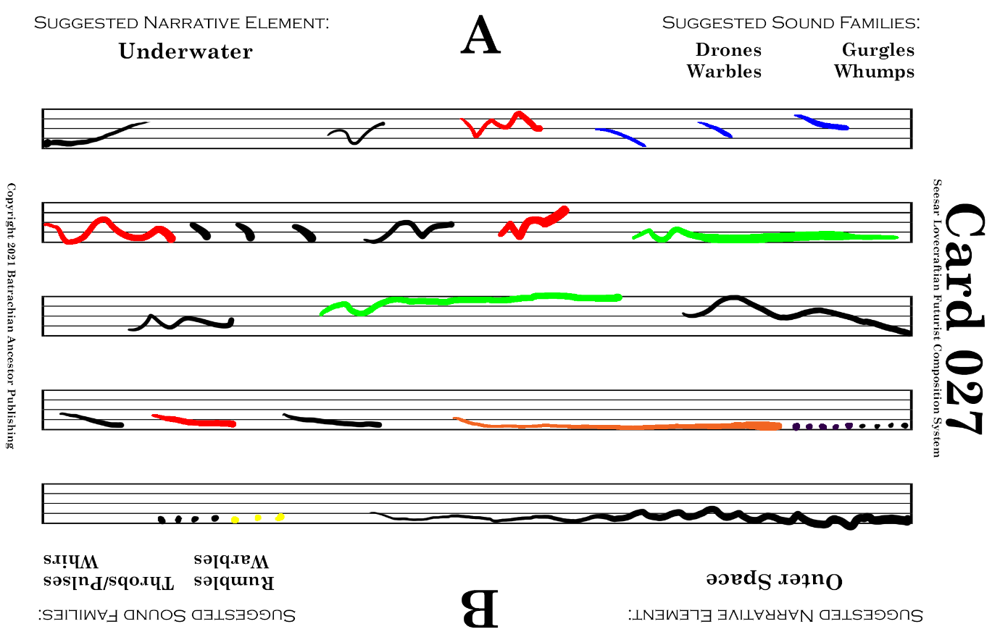 SUGGESTED NARRATIVE ELEMENT:
Underwater
A
SUGGESTED SOUND FAMILIES:
Drones Gurgles
Warbles Whumps
Copyright 2021 Batrachian Ancestor Publishing
Seesar Lovecraftian Futurist Composition System
Card 027
B
SUGGESTED NARRATIVE ELEMENT:
Outer Space
SUGGESTED SOUND FAMILIES:
Rumbles Throbs/Pulses
Warbles Whirs